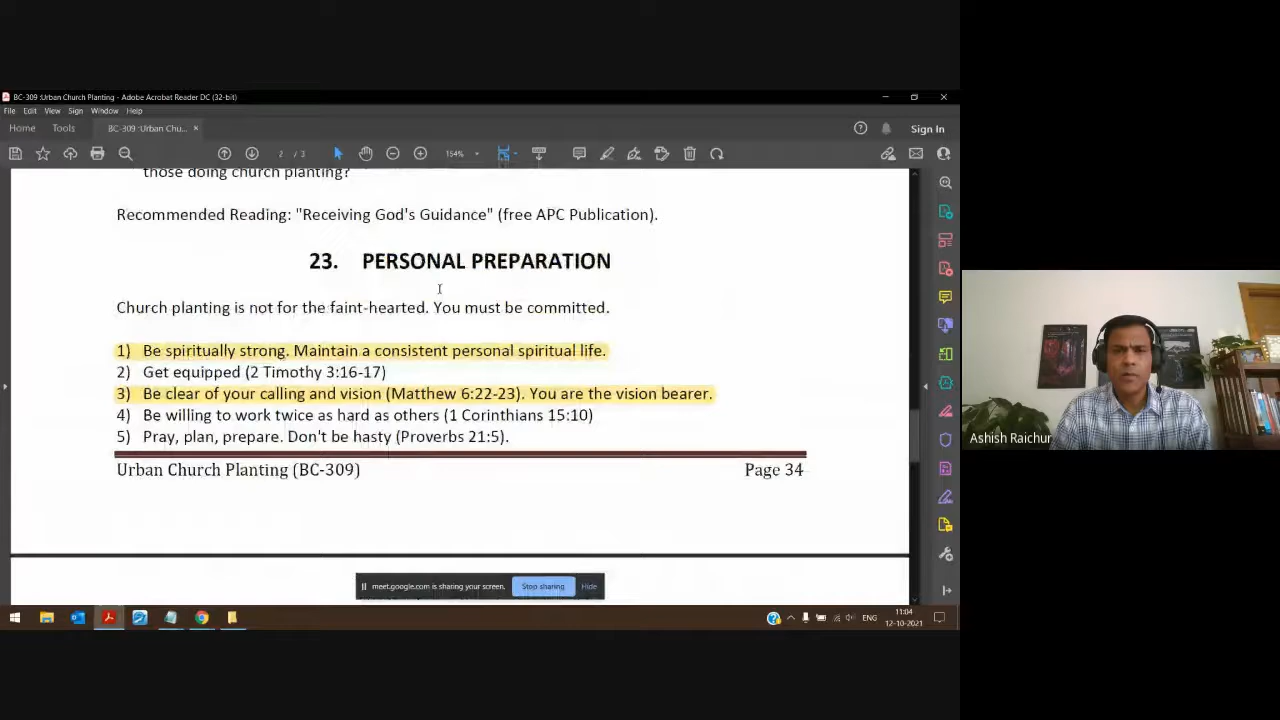 BC-309 :Urban Church Planting - Adobe Acrobat Reader DC (32-bit)
File Edit View Sign Window Help
Home Tools BC-309 :Urban Chu... × Sign In
2 / 3 154%
those doing church planting?
Recommended Reading: "Receiving God's Guidance" (free APC Publication).
23. PERSONAL PREPARATION
Church planting is not for the faint-hearted. You must be committed.
1) Be spiritually strong. Maintain a consistent personal spiritual life.
2) Get equipped (2 Timothy 3:16-17)
3) Be clear of your calling and vision (Matthew 6:22-23). You are the vision bearer.
4) Be willing to work twice as hard as others (1 Corinthians 15:10)
5) Pray, plan, prepare. Don't be hasty (Proverbs 21:5).
Urban Church Planting (BC-309) Page 34
meet.google.com is sharing your screen. Stop sharing Hide
ENG 11:04
12-10-2021
Ashish Raichur